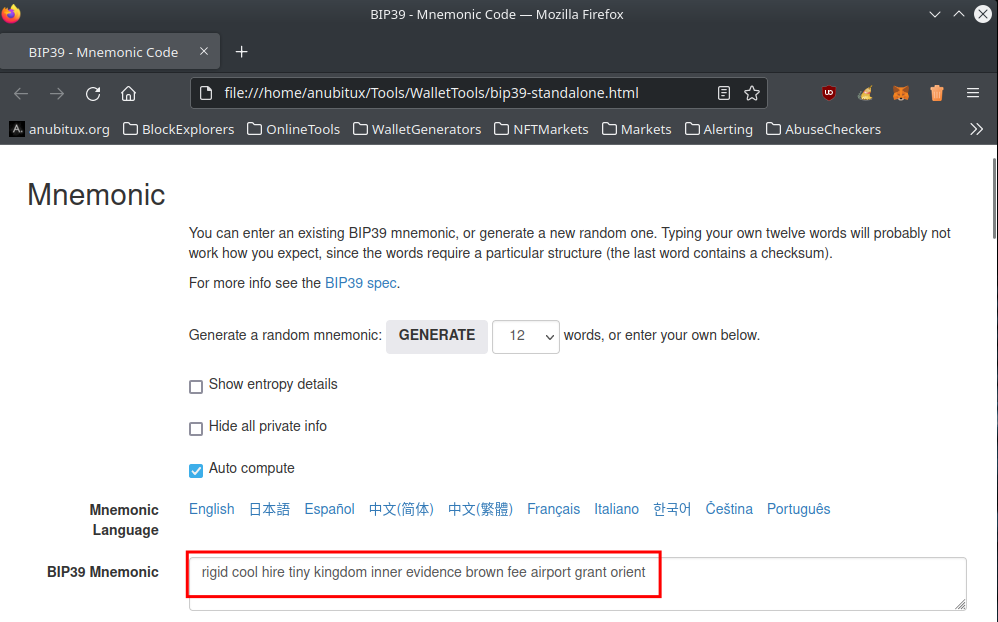 BIP39 - Mnemonic Code — Mozilla Firefox
BIP39 - Mnemonic Code
file:///home/anubitux/Tools/WalletTools/bip39-standalone.html
A. anubitux.org BlockExplorers OnlineTools WalletGenerators NFTMarkets Markets Alerting AbuseCheckers
Mnemonic
You can enter an existing BIP39 mnemonic, or generate a new random one. Typing your own twelve words will probably not
work how you expect, since the words require a particular structure (the last word contains a checksum).
For more info see the BIP39 spec.
Generate a random mnemonic: GENERATE 12 words, or enter your own below.
Show entropy details
Hide all private info
Auto compute
Mnemonic Language English 日本語 Español 中文(简体) 中文(繁體) Français Italiano 한국어 Čeština Português
BIP39 Mnemonic rigid cool hire tiny kingdom inner evidence brown fee airport grant orient